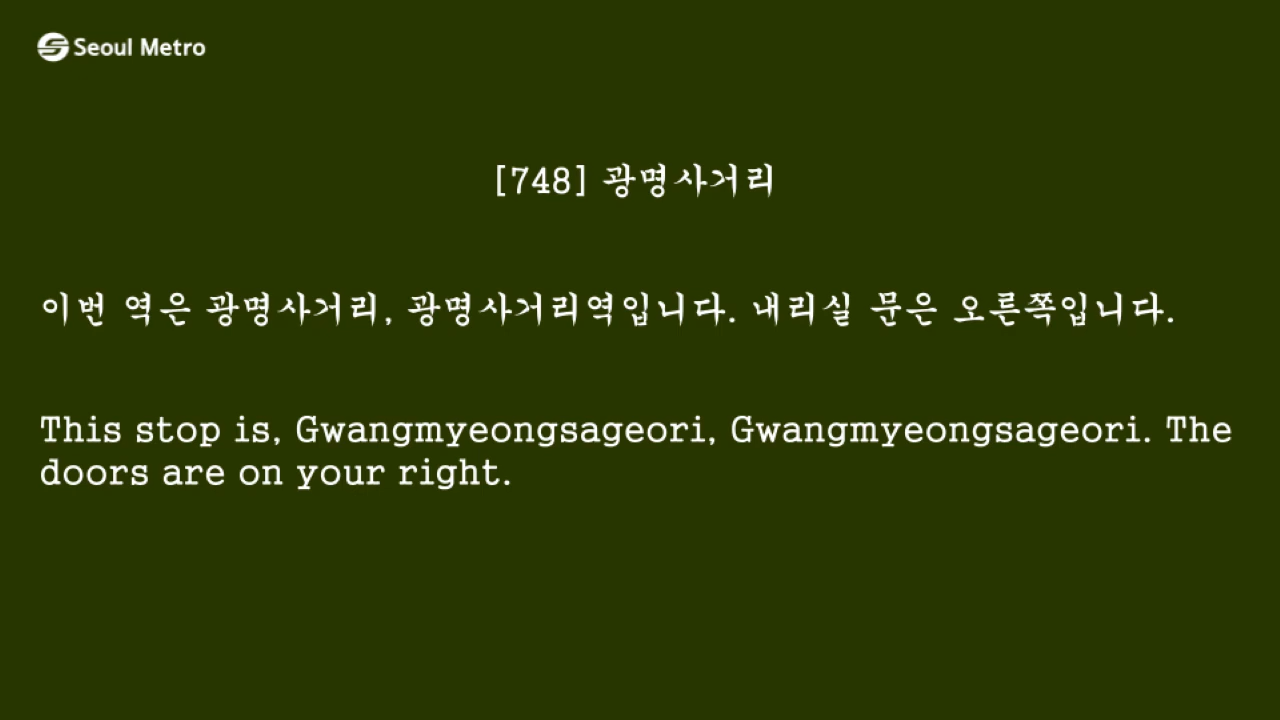 Seoul Metro
[748] 광명사거리
이번 역은 광명사거리, 광명사거리역입니다. 내리실 문은 오른쪽입니다.
This stop is, Gwangmyeongsageori, Gwangmyeongsageori. The
doors are on your right.